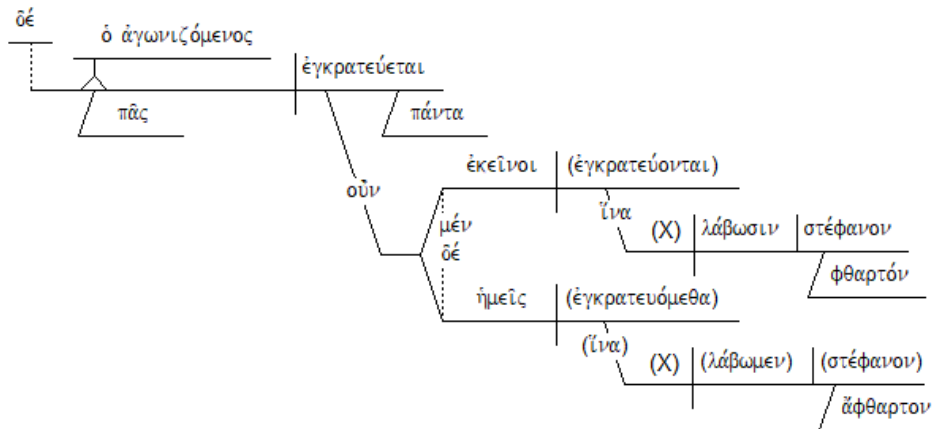 δέ
ὁ ἀγωνιζόμενος
ἐγκρατεύεται
πᾶς
πάντα
ἐκεῖνοι (ἐγκρατεύονται)
οὖν
ἵνα
μέν
(X) λάβωσιν στέφανον
δέ
φθαρτόν
ἡμεῖς (ἐγκρατευόμεθα)
(ἵνα)
(X) (λάβωμεν) (στέφανον)
ἄφθαρτον